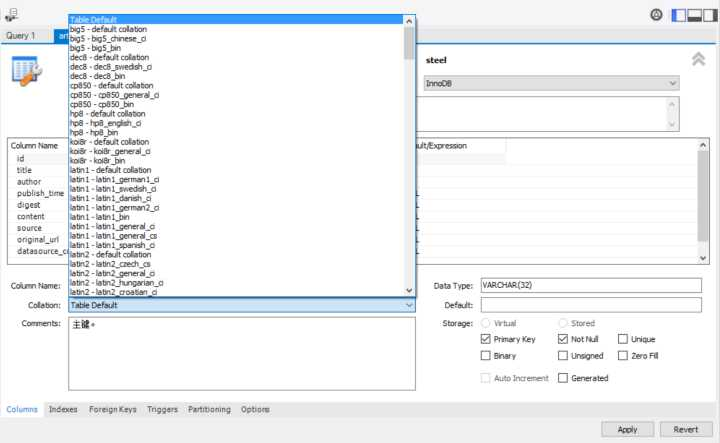 Query 1
art
Table Default
big5 - default collation
big5 - big5_chinese_ci
big5 - big5_bin
dec8 - default collation
dec8 - dec8_swedish_ci
dec8 - dec8_bin
cp850 - default collation
cp850 - cp850_general_ci
cp850 - cp850_bin
hp8 - default collation
hp8 - hp8_english_ci
hp8 - hp8_bin
koi8r - default collation
koi8r - koi8r_general_ci
koi8r - koi8r_bin
latin1 - default collation
latin1 - latin1_german1_ci
latin1 - latin1_swedish_ci
latin1 - latin1_danish_ci
latin1 - latin1_german2_ci
latin1 - latin1_bin
latin1 - latin1_general_ci
latin1 - latin1_general_cs
latin1 - latin1_spanish_ci
latin2 - default collation
latin2 - latin2_czech_cs
latin2 - latin2_general_ci
latin2 - latin2_hungarian_ci
latin2 - latin2_croatian_ci
steel
InnoDB
Column Name
ult/Expression
id
title
author
publish_time
digest
content
source
original_url
datasource_c
Column Name:
Data Type: VARCHAR(32)
Collation: Table Default
Default:
Comments: 主键。
Storage: Virtual Stored
Primary Key Not Null Unique
Binary Unsigned Zero Fill
Auto Increment Generated
Columns Indexes Foreign Keys Triggers Partitioning Options
Apply Revert